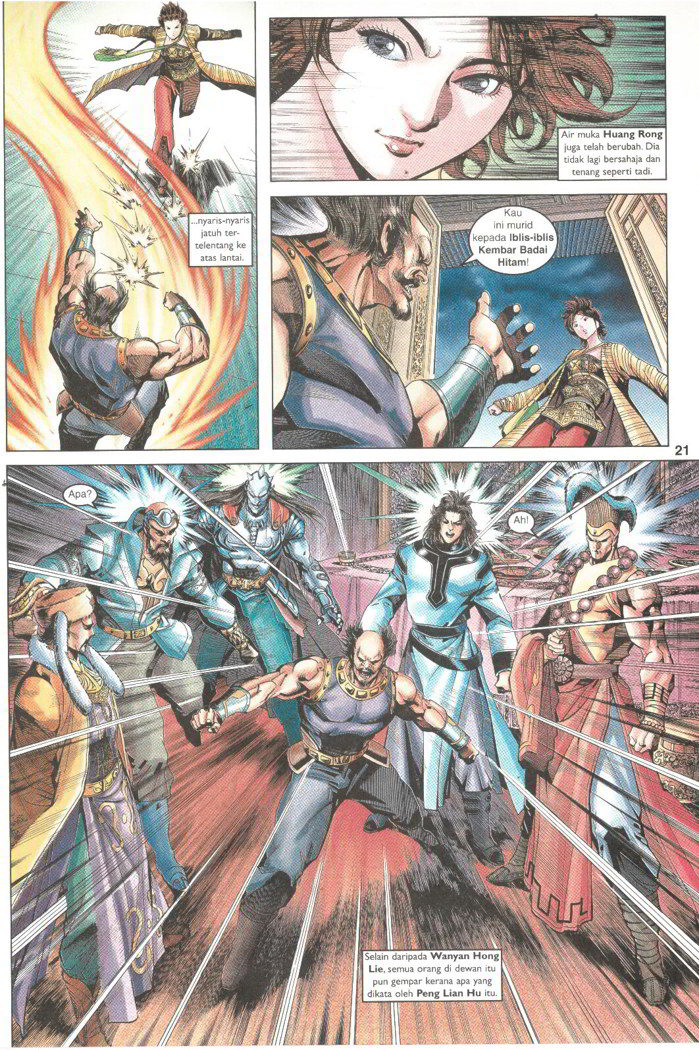 ...nyaris-nyaris
jatuh ter-
telentang ke
atas lantai.
Air muka Huang Rong
juga telah berubah. Dia
tidak lagi bersahaja dan
tenang seperti tadi.
Kau
ini murid
kepada Iblis-iblis
Kembar Badai
Hitam!
21
Apa?
Ah!
Selain daripada Wanyan Hong
Lie, semua orang di dewan itu
pun gempar kerana apa yang
dikata oleh Peng Lian Hu itu.